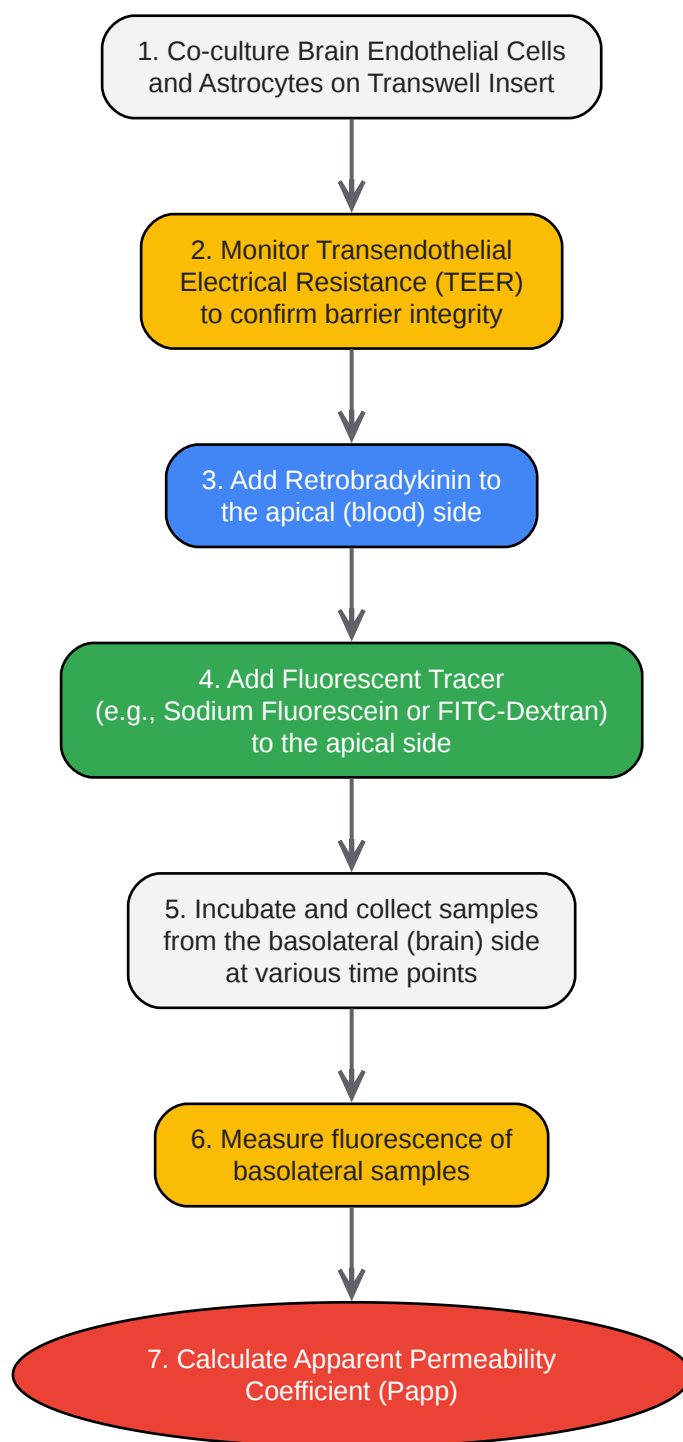 1. Co-culture Brain Endothelial Cells
and Astrocytes on Transwell Insert
2. Monitor Transendothelial
Electrical Resistance (TEER)
to confirm barrier integrity
3. Add Retrobradykinin to
the apical (blood) side
4. Add Fluorescent Tracer
(e.g., Sodium Fluorescein or FITC-Dextran)
to the apical side
5. Incubate and collect samples
from the basolateral (brain) side
at various time points
6. Measure fluorescence of
basolateral samples
7. Calculate Apparent Permeability
Coefficient (Papp)